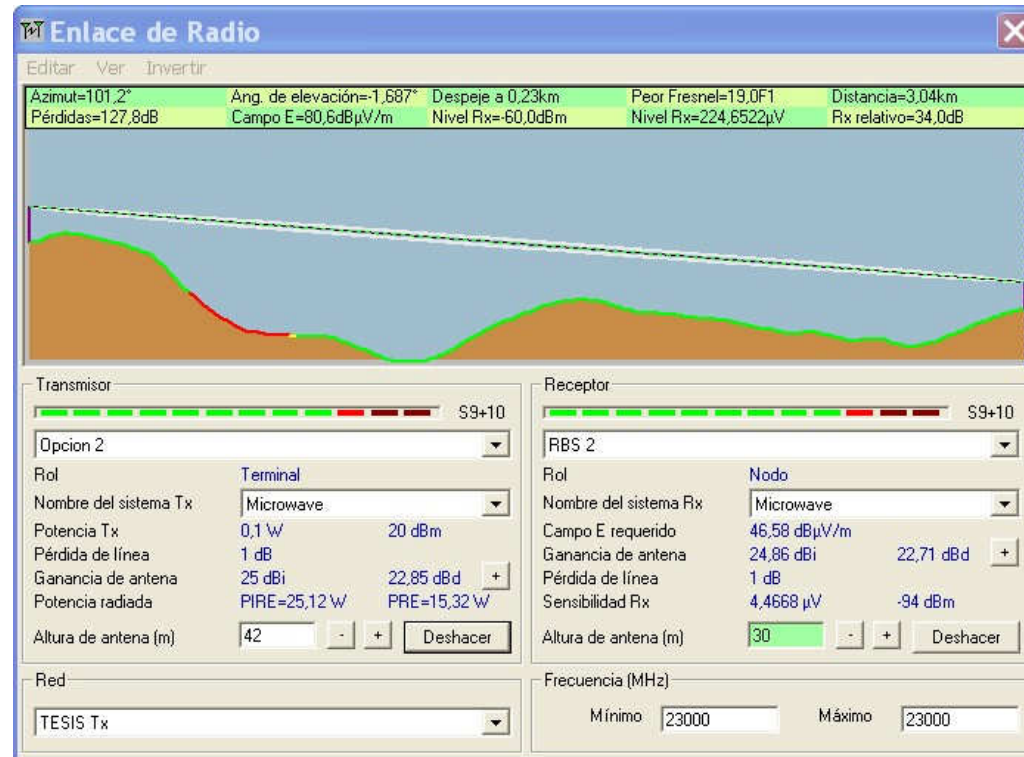 Enlace de Radio
Editar Ver Invertir
Azimut=101,2° Ang. de elevación=-1,687° Despeje a 0,23km Peor Fresnel=19,0F1 Distancia=3,04km
Pérdidas=127,8dB Campo E=80,6dBµV/m Nivel Rx=-60,0dBm Nivel Rx=224,6522µV Rx relativo=34,0dB
Transmisor
S9+10
Opcion 2
Rol Terminal
Nombre del sistema Tx Microwave
Potencia Tx 0,1 W 20 dBm
Pérdida de línea 1 dB
Ganancia de antena 25 dBi 22,85 dBd +
Potencia radiada PIRE=25,12 W PRE=15,32 W
Altura de antena (m) 42 - + Deshacer
Red
TESIS Tx
Receptor
S9+10
RBS 2
Rol Nodo
Nombre del sistema Rx Microwave
Campo E requerido 46,58 dBµV/m
Ganancia de antena 24,86 dBi 22,71 dBd +
Pérdida de línea 1 dB
Sensibilidad Rx 4,4668 µV -94 dBm
Altura de antena (m) 30 - + Deshacer
Frecuencia (MHz)
Mínimo 23000 Máximo 23000